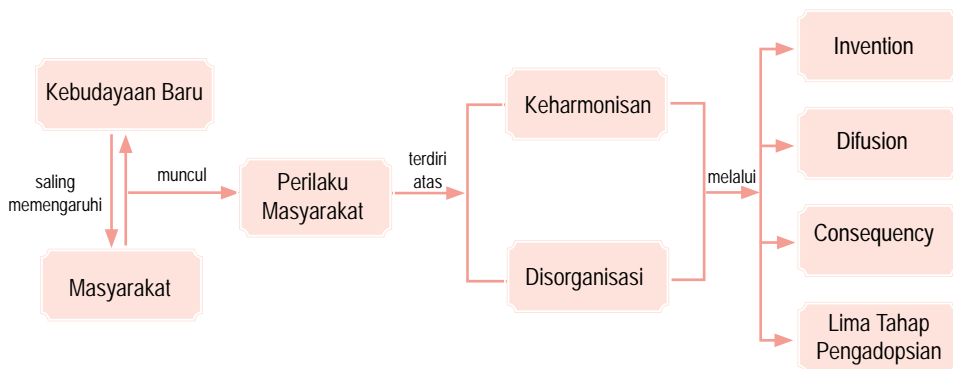 Kebudayaan Baru
saling
memengaruhi
Masyarakat
muncul
Perilaku
Masyarakat
terdiri
atas
Keharmonisan
Disorganisasi
melalui
Invention
Difusion
Consequency
Lima Tahap
Pengadopsian